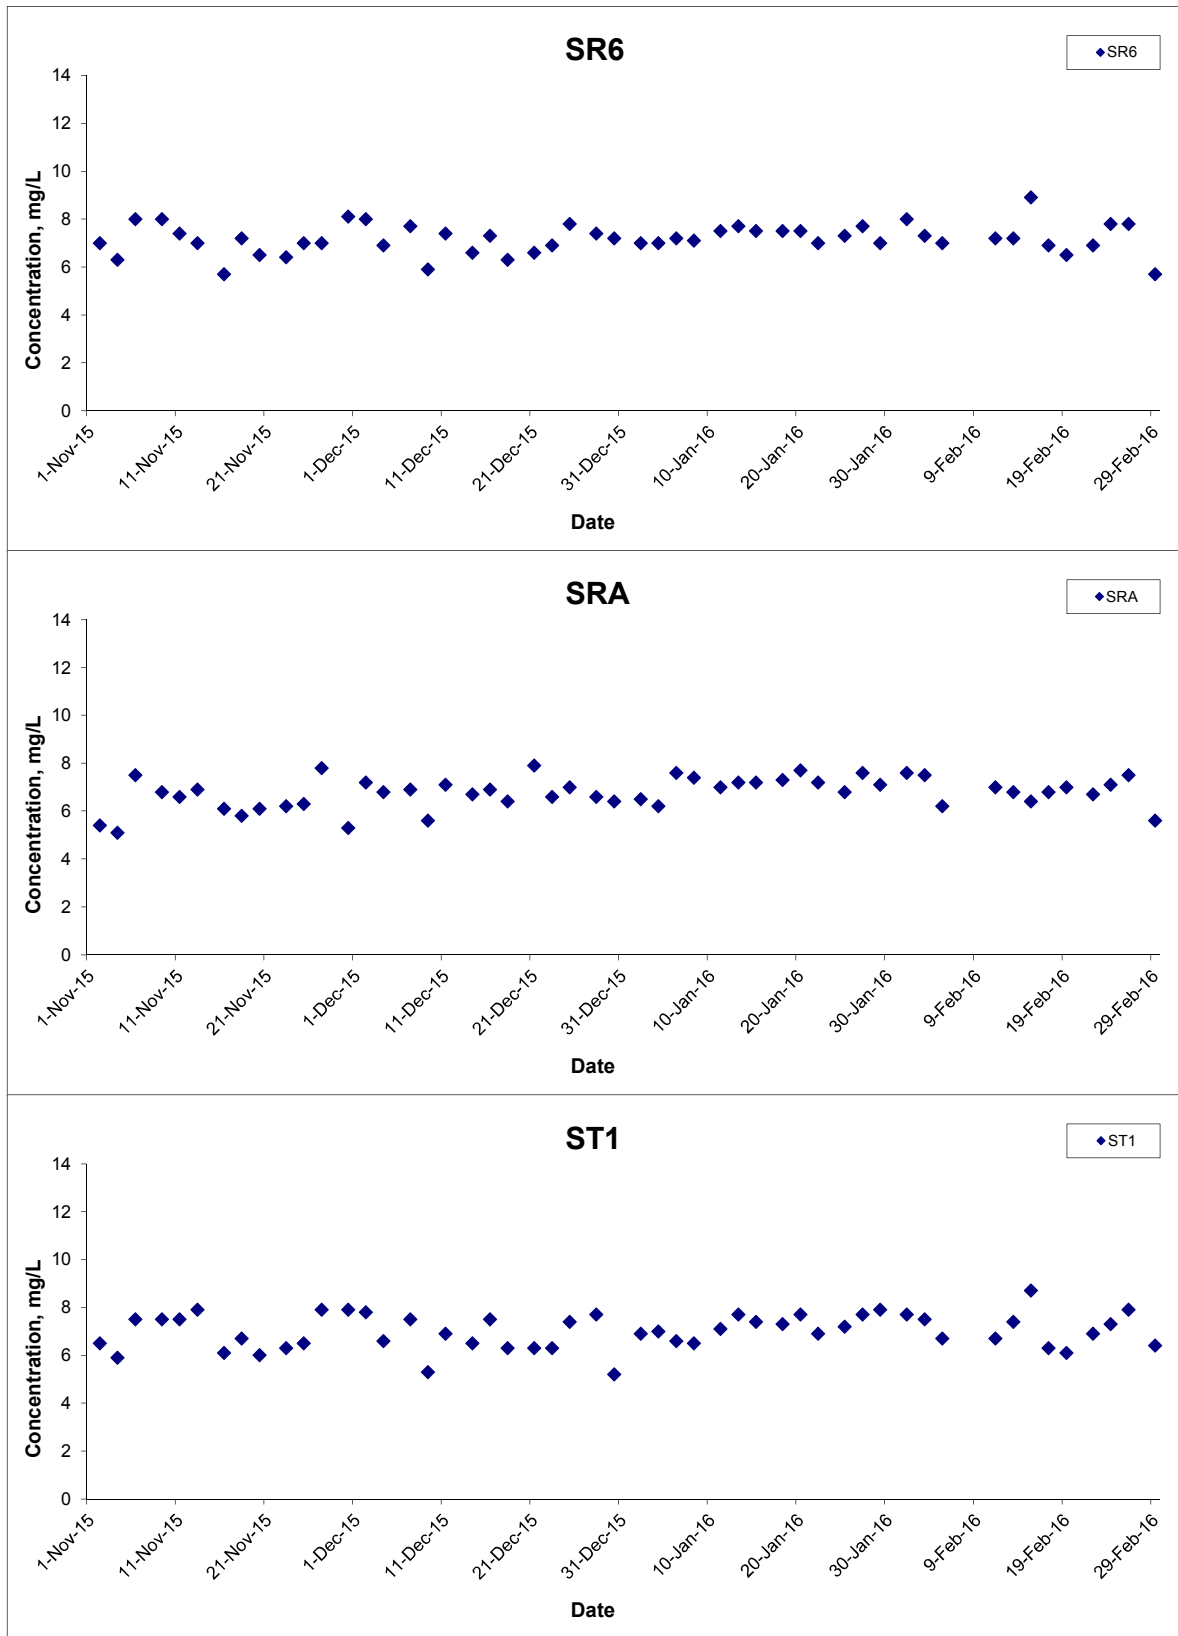 SR6
SR6
14
12
10
8
6
4
2
0
Concentration, mg/L
1-Nov-15
11-Nov-15
21-Nov-15
1-Dec-15
11-Dec-15
21-Dec-15
31-Dec-15
10-Jan-16
20-Jan-16
30-Jan-16
9-Feb-16
19-Feb-16
29-Feb-16
Date
SRA
SRA
14
12
10
8
6
4
2
0
Concentration, mg/L
1-Nov-15
11-Nov-15
21-Nov-15
1-Dec-15
11-Dec-15
21-Dec-15
31-Dec-15
10-Jan-16
20-Jan-16
30-Jan-16
9-Feb-16
19-Feb-16
29-Feb-16
Date
ST1
ST1
14
12
10
8
6
4
2
0
Concentration, mg/L
1-Nov-15
11-Nov-15
21-Nov-15
1-Dec-15
11-Dec-15
21-Dec-15
31-Dec-15
10-Jan-16
20-Jan-16
30-Jan-16
9-Feb-16
19-Feb-16
29-Feb-16
Date